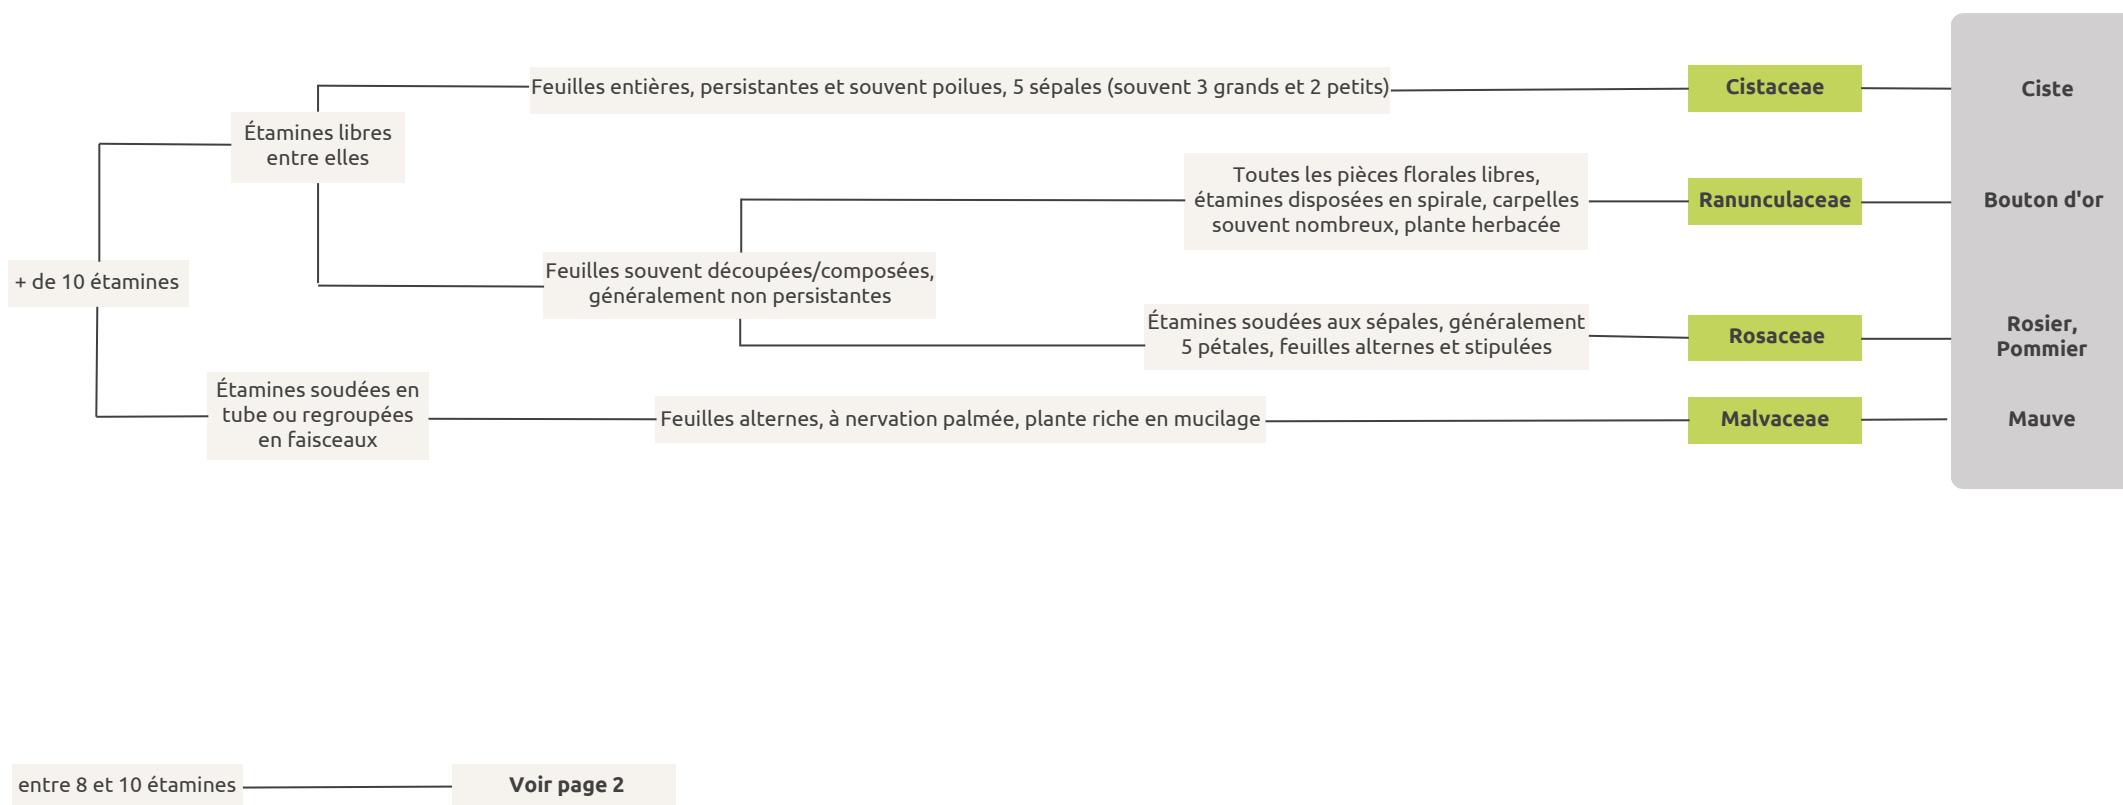 Feuilles entières, persistantes et souvent poilues, 5 sépales (souvent 3 grands et 2 petits)
Cistaceae
Ciste
Étamines libres
entre elles
Toutes les pièces florales libres,
étamines disposées en spirale, carpelles
souvent nombreux, plante herbacée
Ranunculaceae
Bouton d'or
+ de 10 étamines
Feuilles souvent découpées/composées,
généralement non persistantes
Étamines soudées aux sépales, généralement
5 pétales, feuilles alternes et stipulées
Rosaceae
Rosier,
Pommier
Étamines soudées en
tube ou regroupées
en faisceaux
Feuilles alternes, à nervation palmée, plante riche en mucilage
Malvaceae
Mauve
entre 8 et 10 étamines
Voir page 2